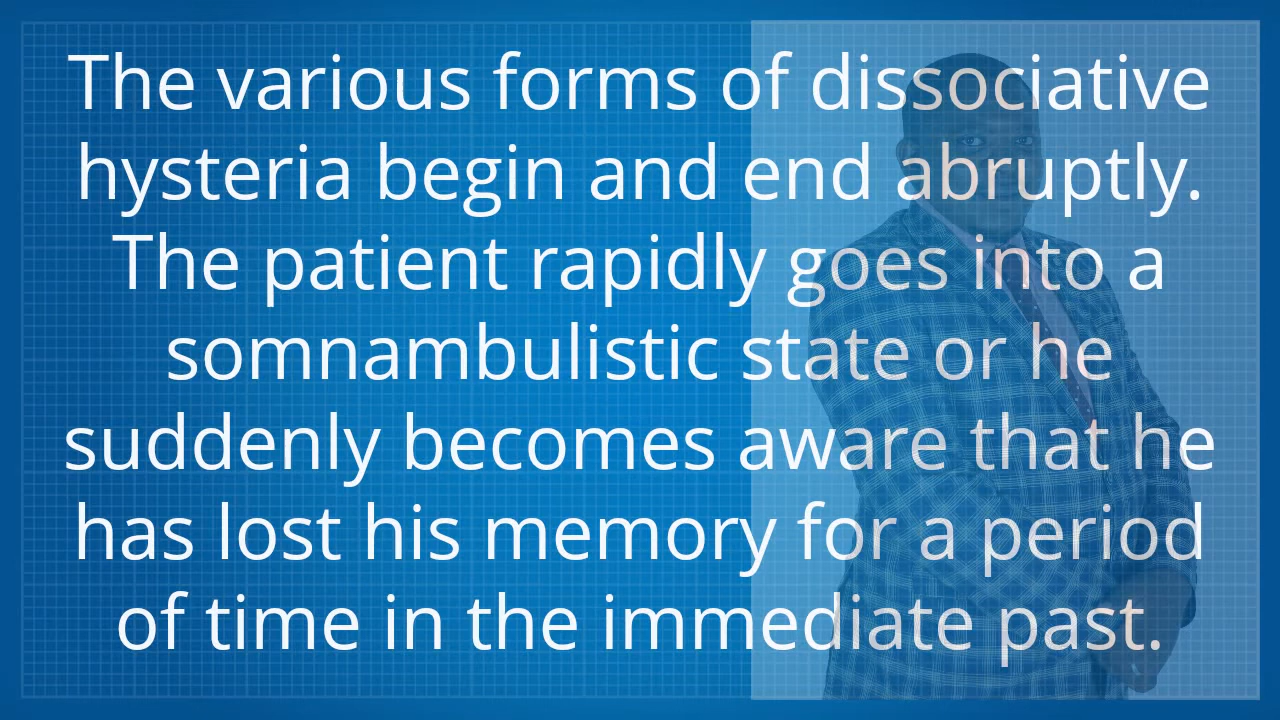 The various forms of dissociative
hysteria begin and end abruptly.
The patient rapidly goes into a
somnambulistic state or he
suddenly becomes aware that he
has lost his memory for a period
of time in the immediate past.